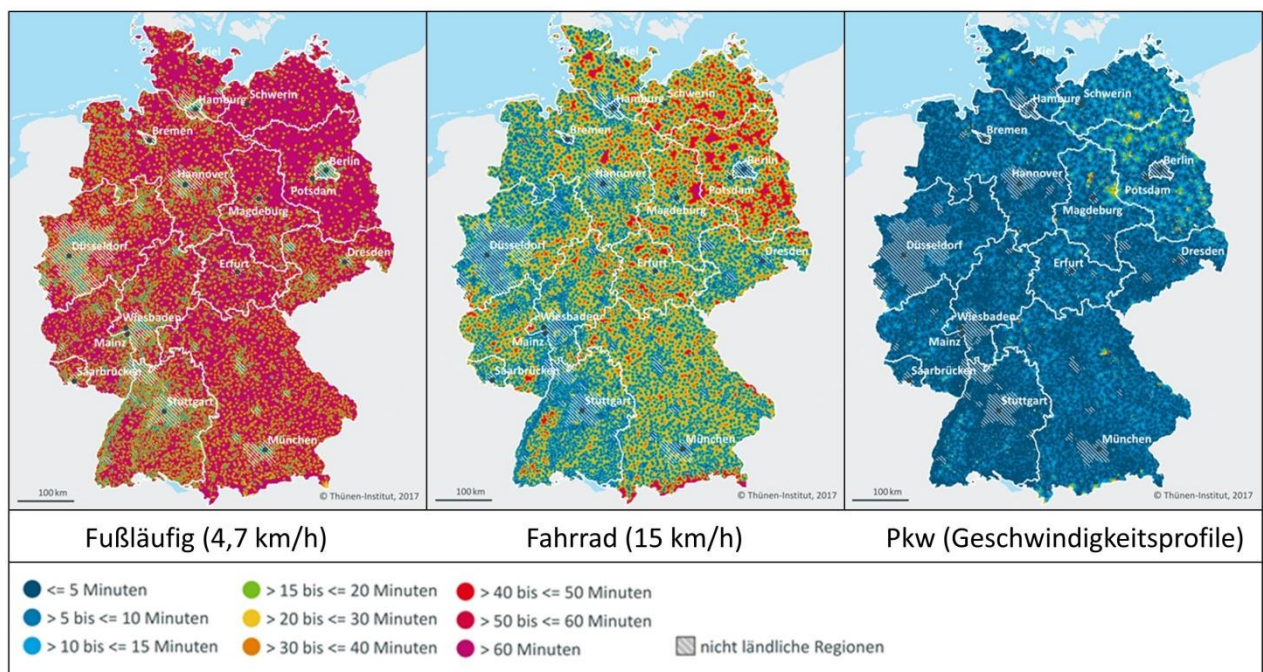 Kiel
Schwerin
Hamburg
Bremen
Berlin
Hannover
Potsdam
Magdeburg
Düsseldorf
Erfurt
Dresden
Wiesbaden
Mainz
Saarbrücken
Stuttgart
München
100 km
© Thünen-Institut, 2017
Kiel
Schwerin
Hamburg
Bremen
Berlin
Hannover
Potsdam
Magdeburg
Düsseldorf
Erfurt
Dresden
Wiesbaden
Mainz
Saarbrücken
Stuttgart
München
100 km
© Thünen-Institut, 2017
Kiel
Schwerin
Hamburg
Bremen
Berlin
Hannover
Potsdam
Magdeburg
Düsseldorf
Erfurt
Dresden
Wiesbaden
Mainz
Saarbrücken
Stuttgart
München
100 km
© Thünen-Institut, 2017
Fußläufig (4,7 km/h)
Fahrrad (15 km/h)
Pkw (Geschwindigkeitsprofile)
<= 5 Minuten
> 5 bis <= 10 Minuten
> 10 bis <= 15 Minuten
> 15 bis <= 20 Minuten
> 20 bis <= 30 Minuten
> 30 bis <= 40 Minuten
> 40 bis <= 50 Minuten
> 50 bis <= 60 Minuten
> 60 Minuten
nicht ländliche Regionen